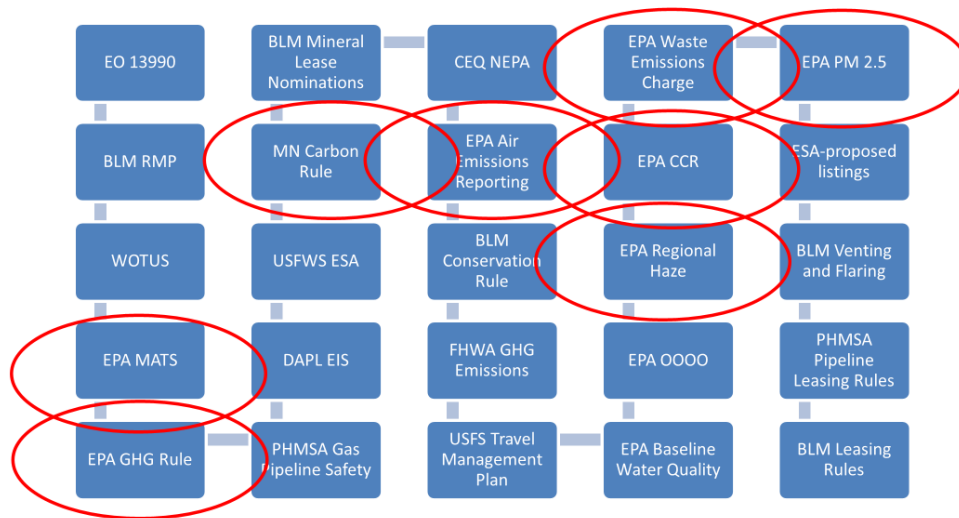 EO 13990
BLM RMP
WOTUS
EPA MATS
EPA GHG Rule
PHMSA Gas
Pipeline Safety
DAPL EIS
USFWS ESA
MN Carbon
Rule
BLM Mineral
Lease
Nominations
CEQ NEPA
EPA Air
Emissions
Reporting
BLM
Conservation
Rule
FHWA GHG
Emissions
USFS Travel
Management
Plan
EPA Baseline
Water Quality
EPA OOOO
EPA Regional
Haze
EPA CCR
EPA Waste
Emissions
Charge
EPA PM 2.5
ESA-proposed
listings
BLM Venting
and Flaring
PHMSA
Pipeline
Leasing Rules
BLM Leasing
Rules